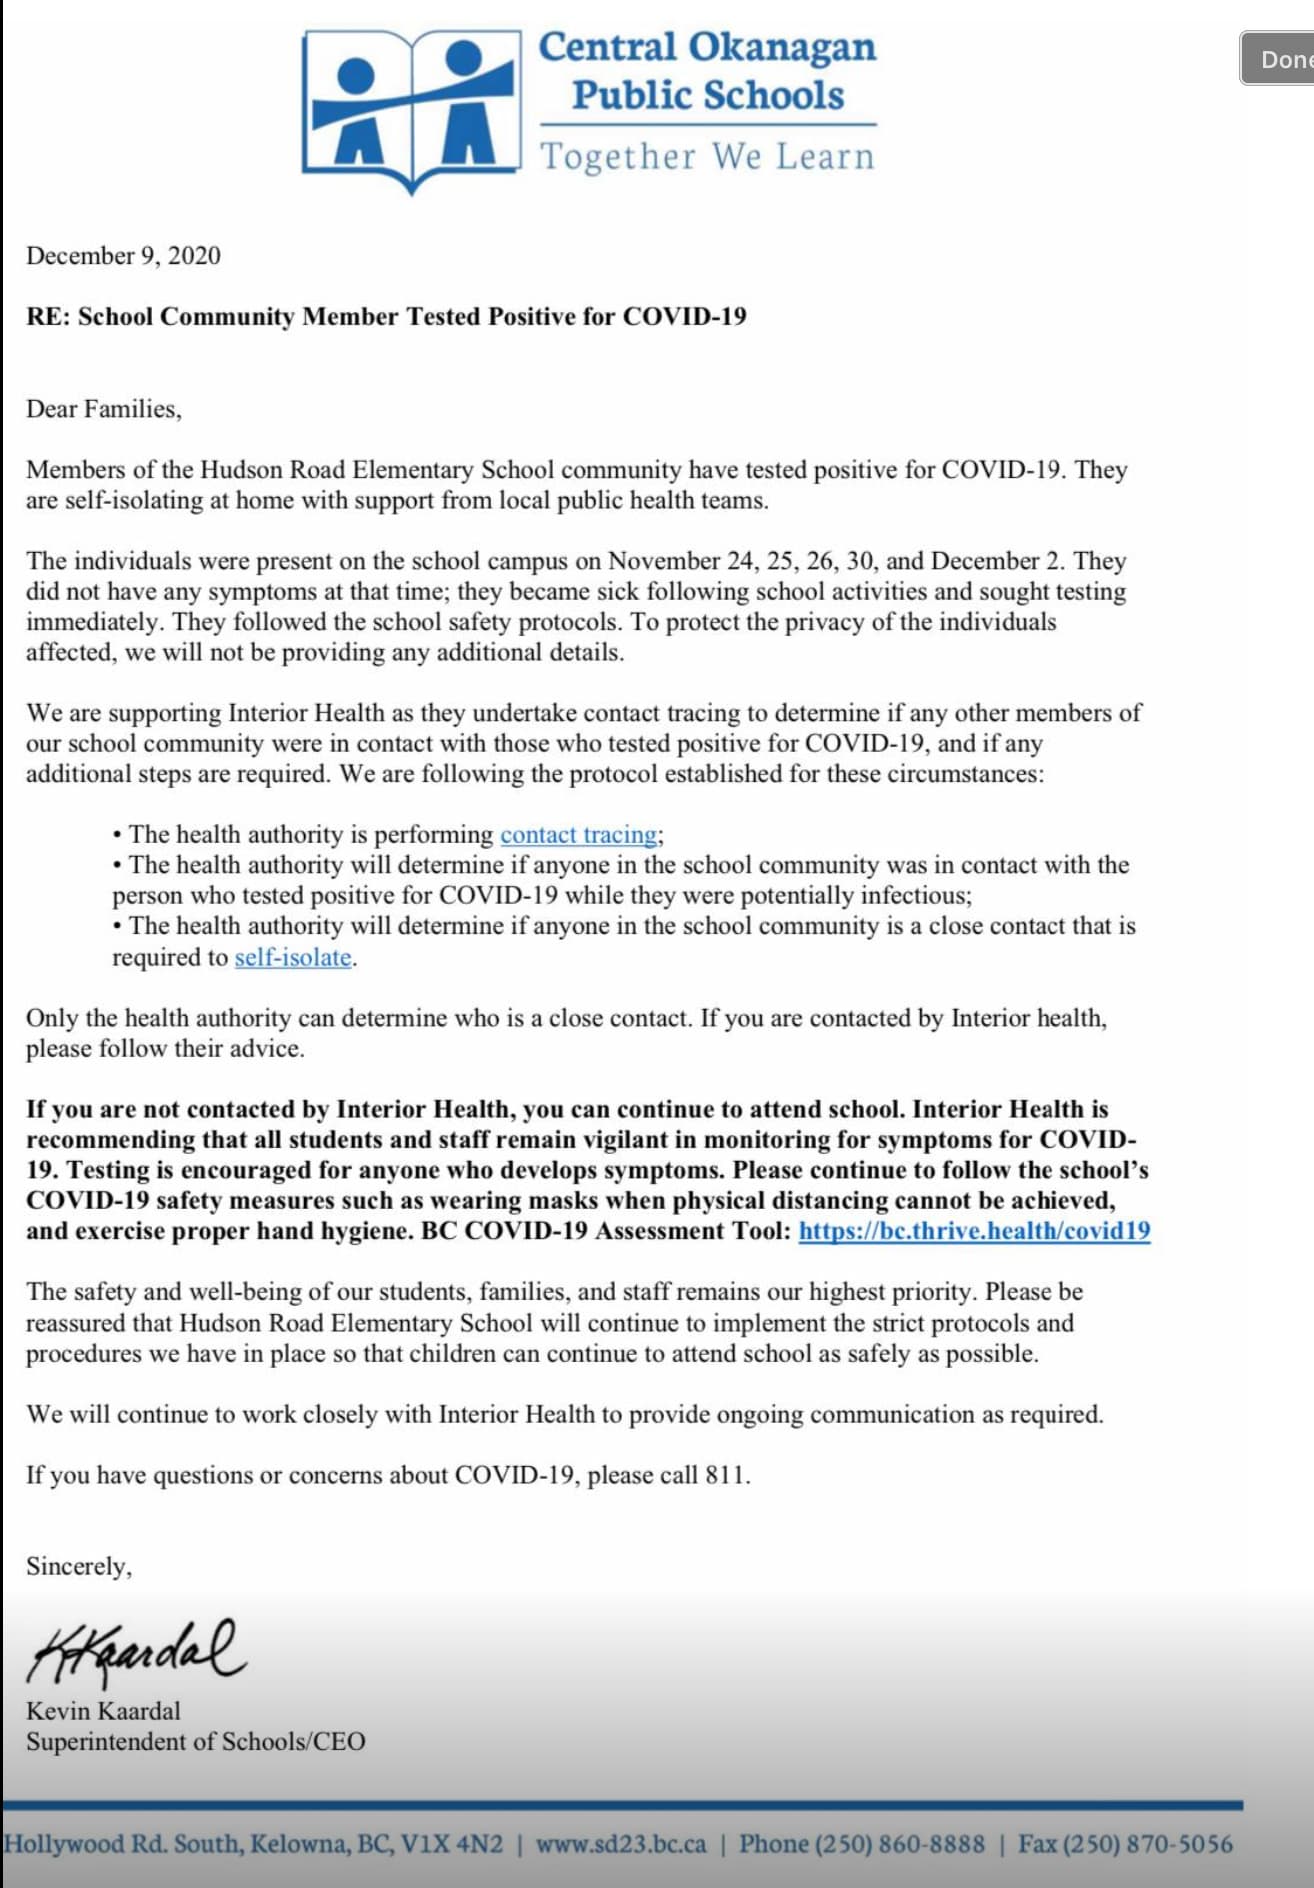 Central Okanagan
Public Schools
Together We Learn
Done
December 9, 2020
RE: School Community Member Tested Positive for COVID-19
Dear Families,
Members of the Hudson Road Elementary School community have tested positive for COVID-19. They
are self-isolating at home with support from local public health teams.
The individuals were present on the school campus on November 24, 25, 26, 30, and December 2. They
did not have any symptoms at that time; they became sick following school activities and sought testing
immediately. They followed the school safety protocols. To protect the privacy of the individuals
affected, we will not be providing any additional details.
We are supporting Interior Health as they undertake contact tracing to determine if any other members of
our school community were in contact with those who tested positive for COVID-19, and if any
additional steps are required. We are following the protocol established for these circumstances:
• The health authority is performing contact tracing;
• The health authority will determine if anyone in the school community was in contact with the
person who tested positive for COVID-19 while they were potentially infectious;
• The health authority will determine if anyone in the school community is a close contact that is
required to self-isolate.
Only the health authority can determine who is a close contact. If you are contacted by Interior health,
please follow their advice.
If you are not contacted by Interior Health, you can continue to attend school. Interior Health is
recommending that all students and staff remain vigilant in monitoring for symptoms for COVID-
19. Testing is encouraged for anyone who develops symptoms. Please continue to follow the school’s
COVID-19 safety measures such as wearing masks when physical distancing cannot be achieved,
and exercise proper hand hygiene. BC COVID-19 Assessment Tool: https://bc.thrive.health/covid19
The safety and well-being of our students, families, and staff remains our highest priority. Please be
reassured that Hudson Road Elementary School will continue to implement the strict protocols and
procedures we have in place so that children can continue to attend school as safely as possible.
We will continue to work closely with Interior Health to provide ongoing communication as required.
If you have questions or concerns about COVID-19, please call 811.
Sincerely,
KKaardal
Kevin Kaardal
Superintendent of Schools/CEO
Hollywood Rd. South, Kelowna, BC, V1X 4N2 | www.sd23.bc.ca | Phone (250) 860-8888 | Fax (250) 870-5056